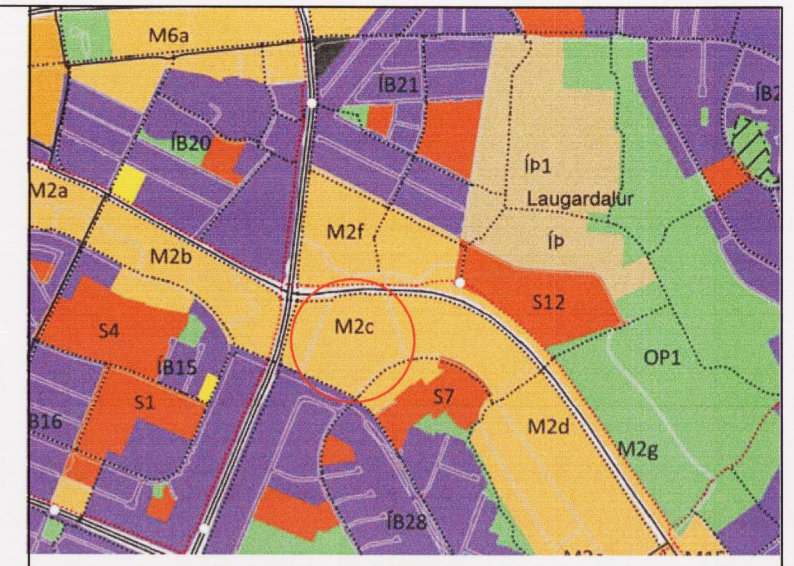 M6a
ÍB21
ÍB2
ÍB20
ÍÞ1
M2a
Laugardalur
M2f
ÍÞ
M2b
S12
M2c
S4
OP1
ÍB15
S7
S1
B16
M2d
M2g
ÍB28